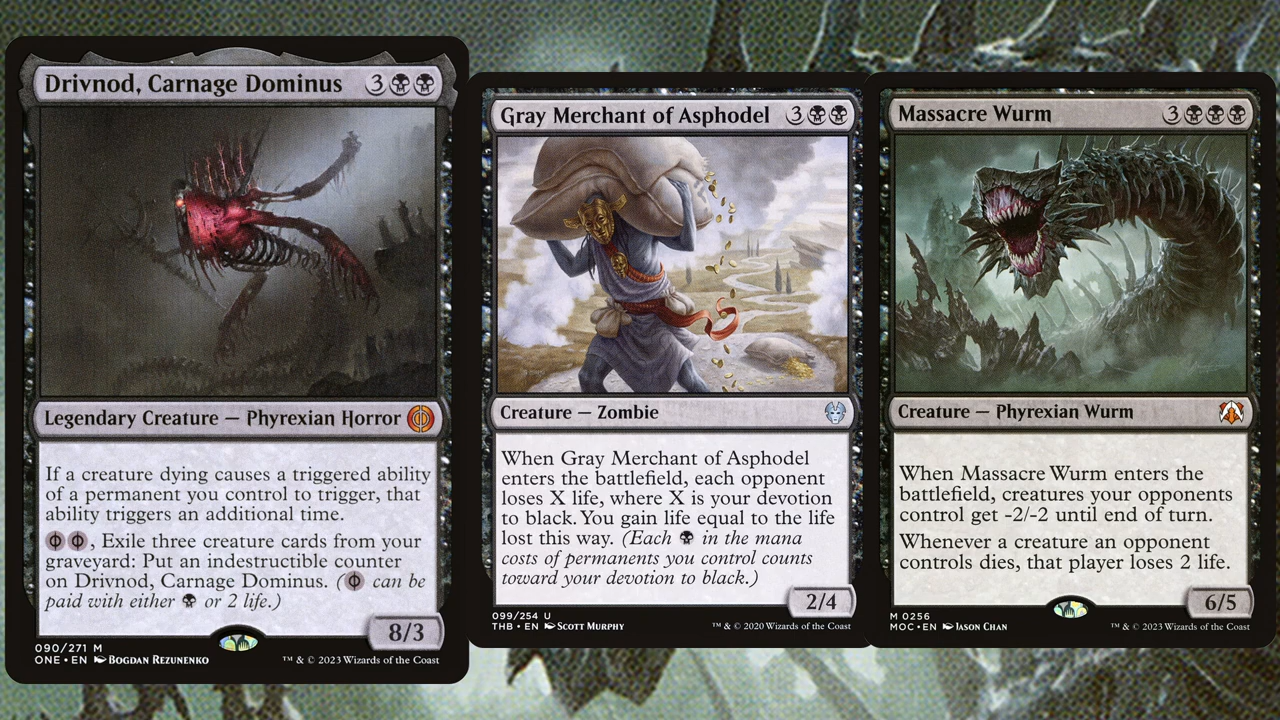 Drivnod, Carnage Dominus 3
Legendary Creature — Phyrexian Horror
If a creature dying causes a triggered ability
of a permanent you control to trigger, that
ability triggers an additional time.
, Exile three creature cards from your
graveyard: Put an indestructible counter
on Drivnod, Carnage Dominus. ( can be
paid with either or 2 life.)
8/3
090/271 M
ONE • EN BOGDAN REZUNENKO
™ & © 2023 Wizards of the Coast
Gray Merchant of Asphodel 3
Creature — Zombie
When Gray Merchant of Asphodel
enters the battlefield, each opponent
loses X life, where X is your devotion
to black. You gain life equal to the life
lost this way. (Each in the mana
costs of permanents you control counts
toward your devotion to black.)
2/4
099/254 U
THB • EN SCOTT MURPHY
™ & © 2020 Wizards of the Coast
Massacre Wurm 3
Creature — Phyrexian Wurm
When Massacre Wurm enters the
battlefield, creatures your opponents
control get -2/-2 until end of turn.
Whenever a creature an opponent
controls dies, that player loses 2 life.
6/5
M 0256
MOC • EN JASON CHAN
™ & © 2023 Wizards of the Coast